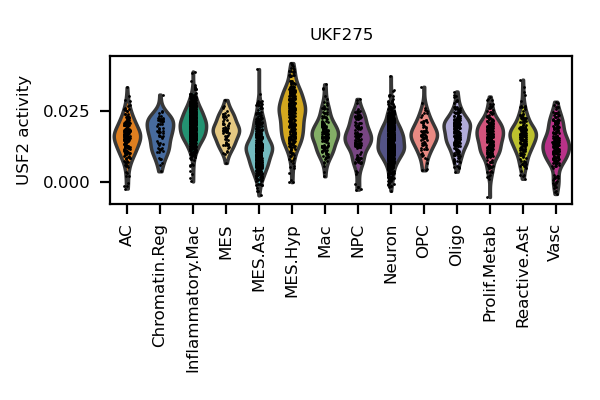 UKF275
USF2 activity
0.025
0.000
AC
Chromatin.Reg
Inflammatory.Mac
MES
MES.Ast
MES.Hyp
Mac
NPC
Neuron
OPC
Oligo
Prolif.Metab
Reactive.Ast
Vasc